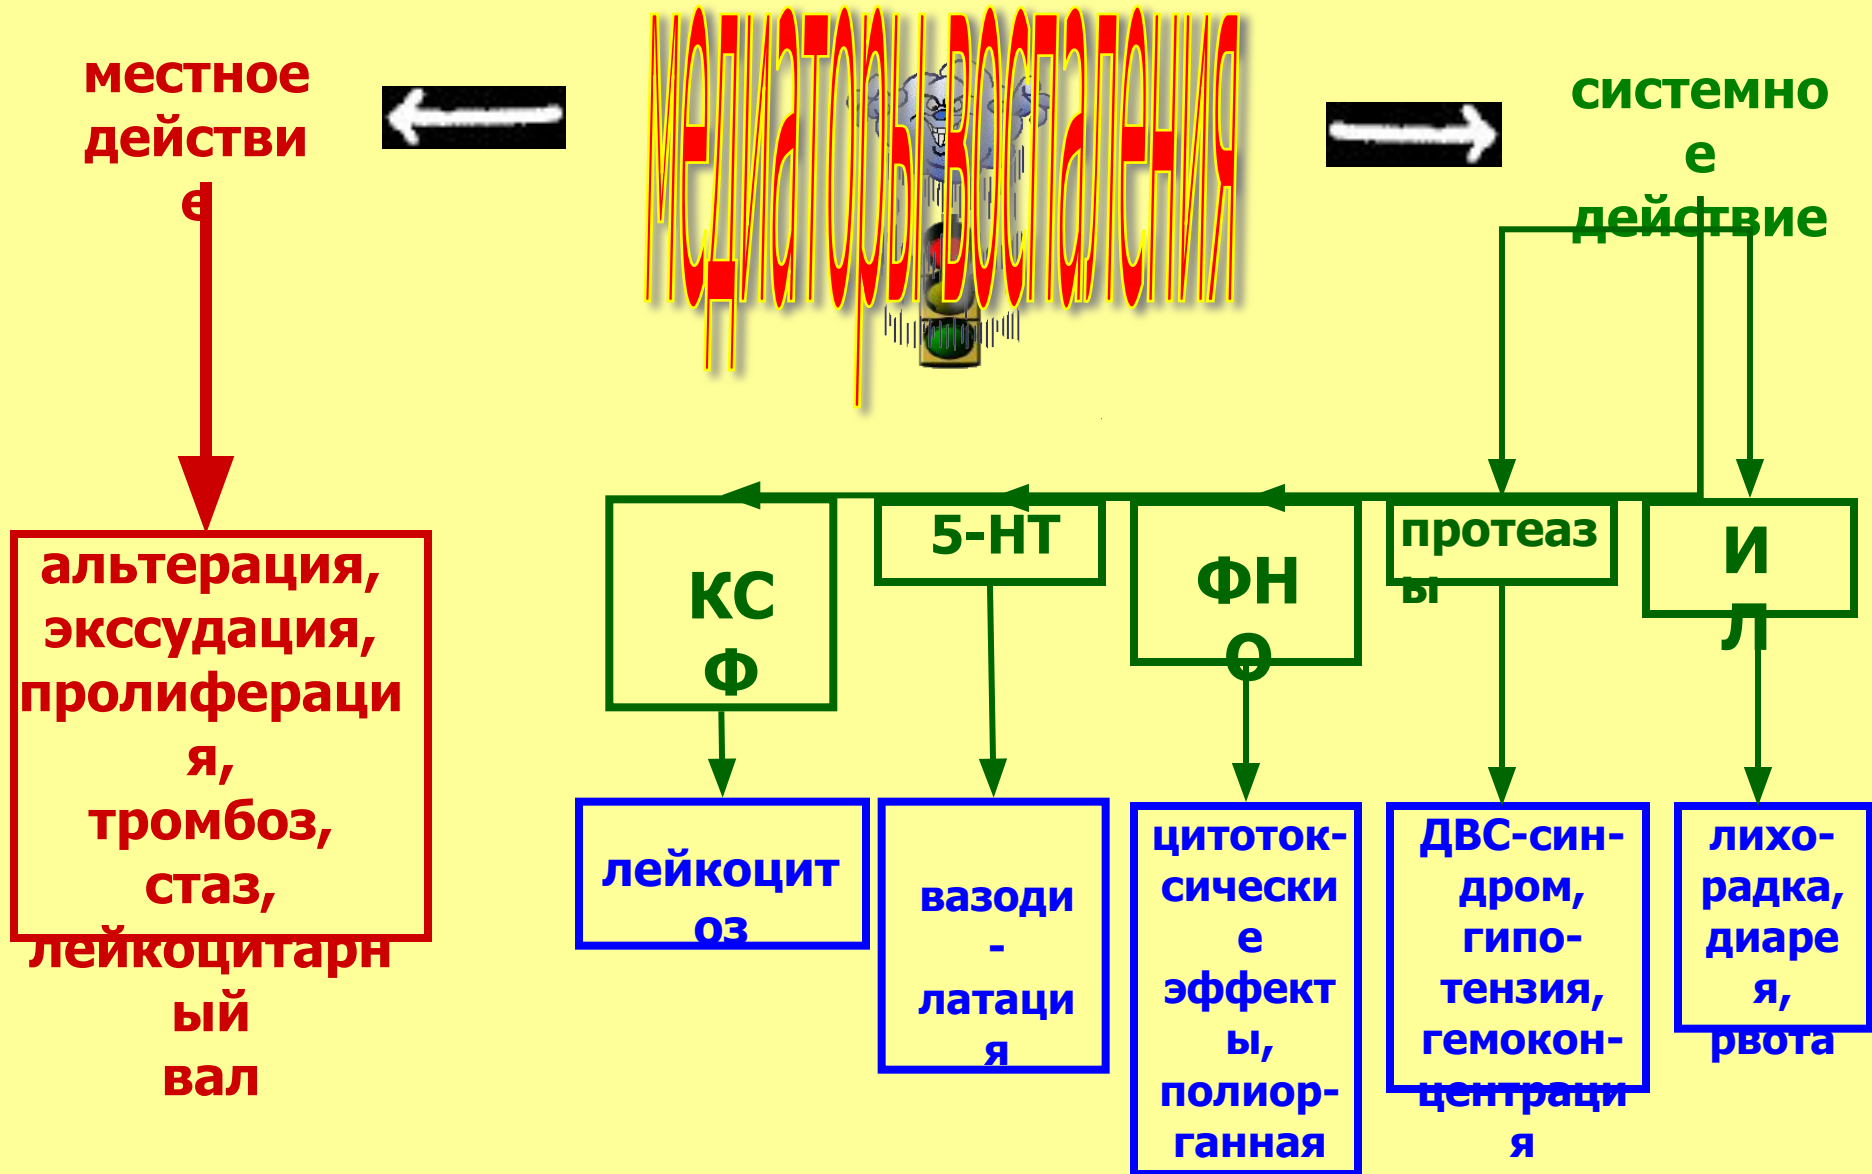 медиаторы воспаления
местное
действи
е
системно
е
действие
альтерация,
экссудация,
пролифераци
я,
тромбоз,
стаз,
лейкоцитарн
ый
вал
КС
Ф
5-НТ
ФН
О
протеаз
ы
И
Л
лейкоцит
оз
вазоди
-
латаци
я
цитоток-
сически
е
эффект
ы,
полиор-
ганная
ДВС-син-
дром,
гипо-
тензия,
гемокон-
центраци
я
лихо-
радка,
диаре
я,
рвота